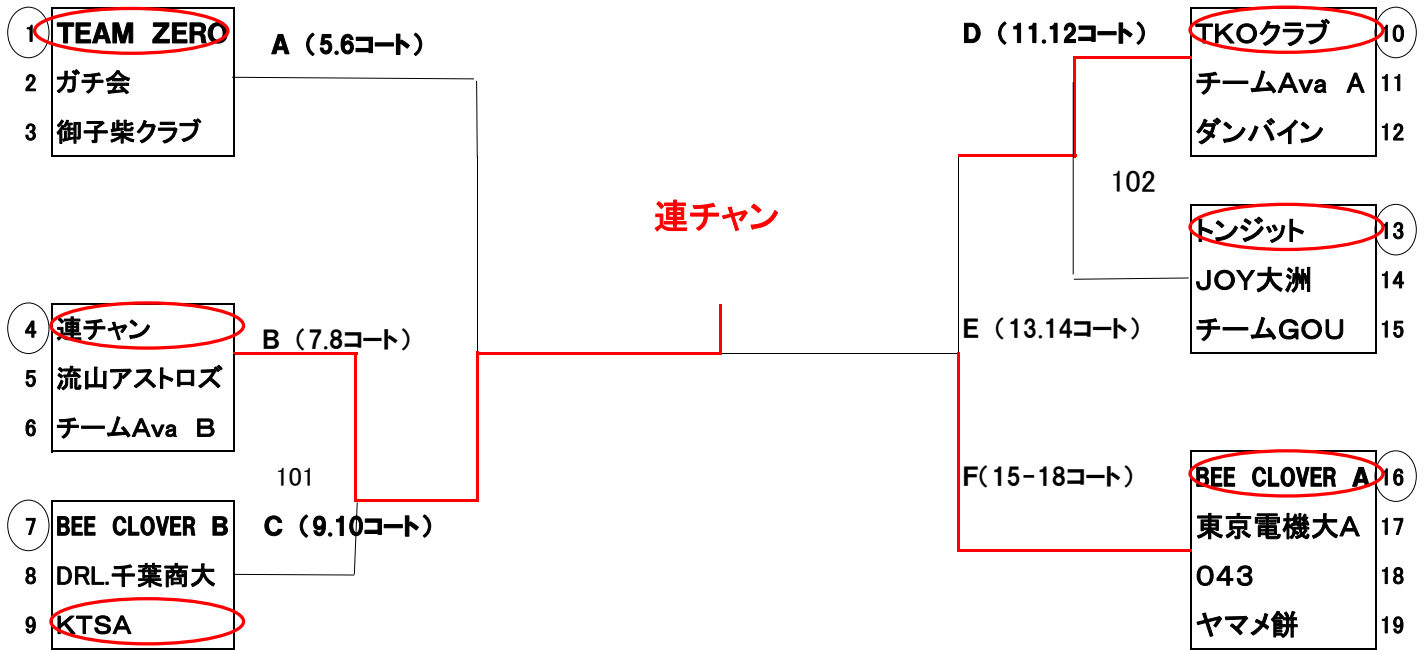 1 TEAM ZERO
2 ガチ会
3 御子柴クラブ
A（5.6コート）
4 連チャン
5 流山アストロズ
6 チームAva B
B（7.8コート）
101
7 BEE CLOVER B
8 DRL.千葉商大
9 KTSA
C（9.10コート）
連チャン
D（11.12コート）
TKOクラブ 10
チームAva A 11
ダンバイン 12
102
トンジット 13
JOY大洲 14
チームGOU 15
E（13.14コート）
F(15-18コート）
BEE CLOVER A 16
東京電機大A 17
043 18
ヤマメ餅 19